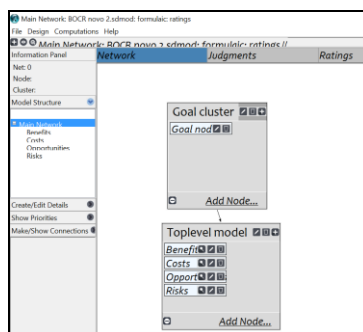 Main Network: BOCR novo 2.sdmod: formulaic: ratings
File Design Computations Help
Main Network: BOCR novo 2.sdmod: formulaic: ratings //
Information Panel
Network Judgments Ratings
Net: 0
Node:
Cluster:
Model Structure
Main Network
Benefits
Costs
Opportunities
Risks
Create/Edit Details
Show Priorities
Make/Show Connections
Goal cluster
Goal nod
Add Node...
Toplevel model
Benefit
Costs
Opport
Risks
Add Node...